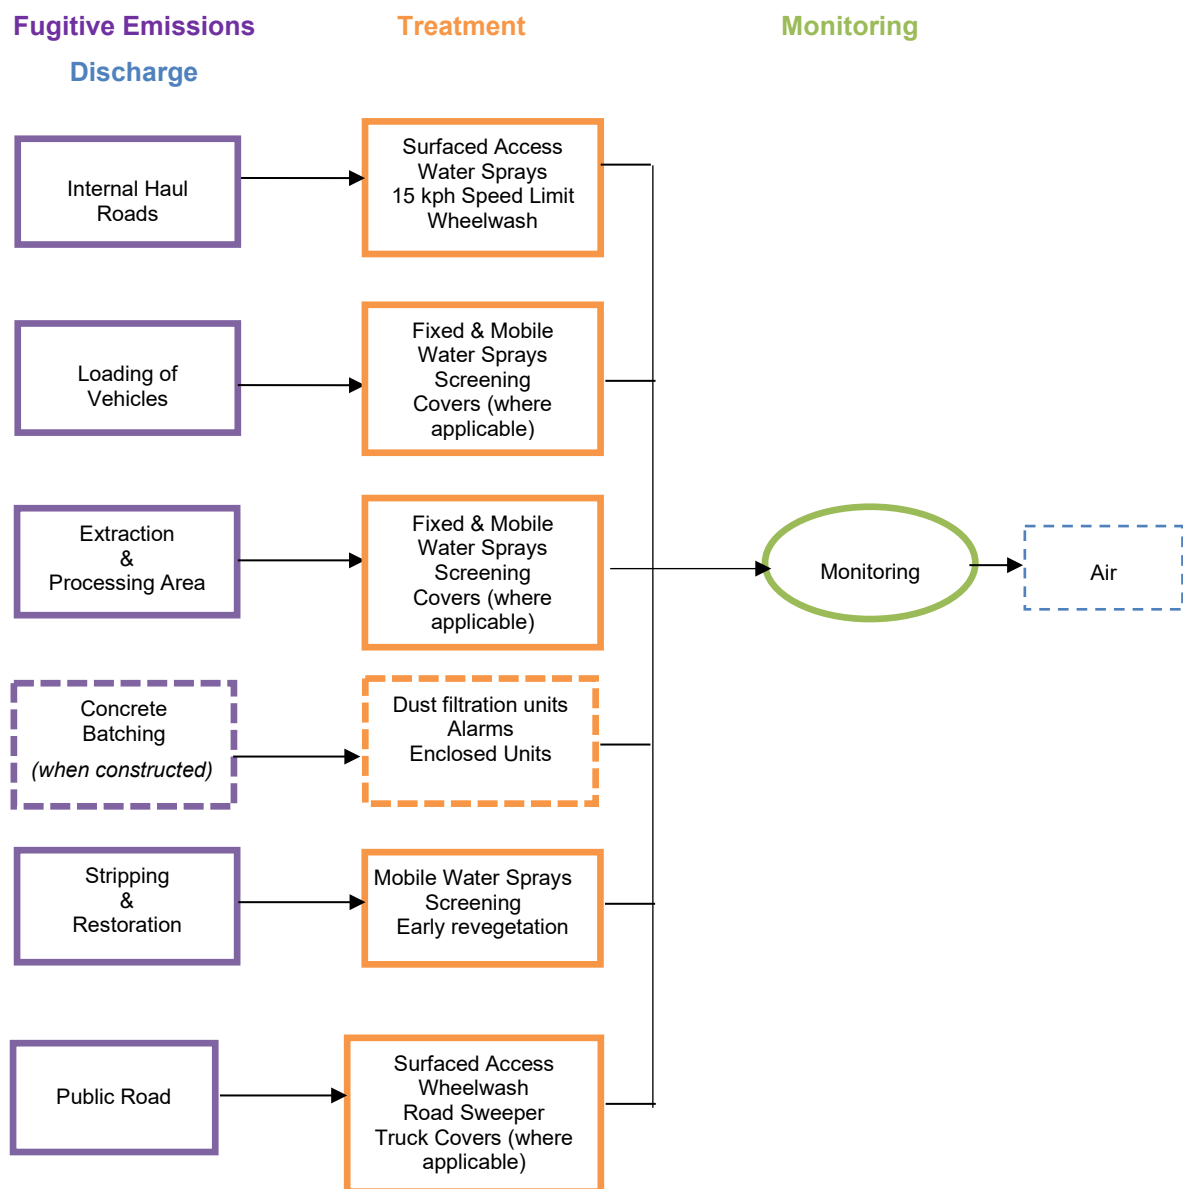 Fugitive Emissions
Treatment
Monitoring
Discharge
Internal Haul
Roads
Surfaced Access
Water Sprays
15 kph Speed Limit
Wheelwash
Loading of
Vehicles
Fixed & Mobile
Water Sprays
Screening
Covers (where
applicable)
Extraction
&
Processing Area
Fixed & Mobile
Water Sprays
Screening
Covers (where
applicable)
Monitoring
Air
Concrete
Batching
(when constructed)
Dust filtration units
Alarms
Enclosed Units
Stripping
&
Restoration
Mobile Water Sprays
Screening
Early revegetation
Public Road
Surfaced Access
Wheelwash
Road Sweeper
Truck Covers (where
applicable)